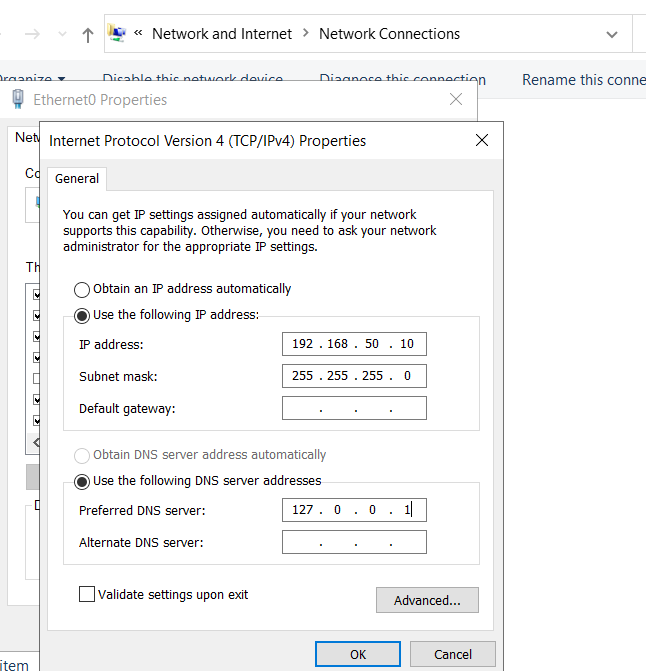 « Network and Internet > Network Connections
Disable this network device Diagnose this connection Rename this
Ethernet0 Properties
Internet Protocol Version 4 (TCP/IPv4) Properties
General
You can get IP settings assigned automatically if your network
supports this capability. Otherwise, you need to ask your network
administrator for the appropriate IP settings.
Obtain an IP address automatically
Use the following IP address:
IP address: 192 . 168 . 50 . 10
Subnet mask: 255 . 255 . 255 . 0
Default gateway: . . .
Obtain DNS server address automatically
Use the following DNS server addresses
Preferred DNS server: 127 . 0 . 0 . 1
Alternate DNS server: . . .
Validate settings upon exit
Advanced...
OK Cancel
item